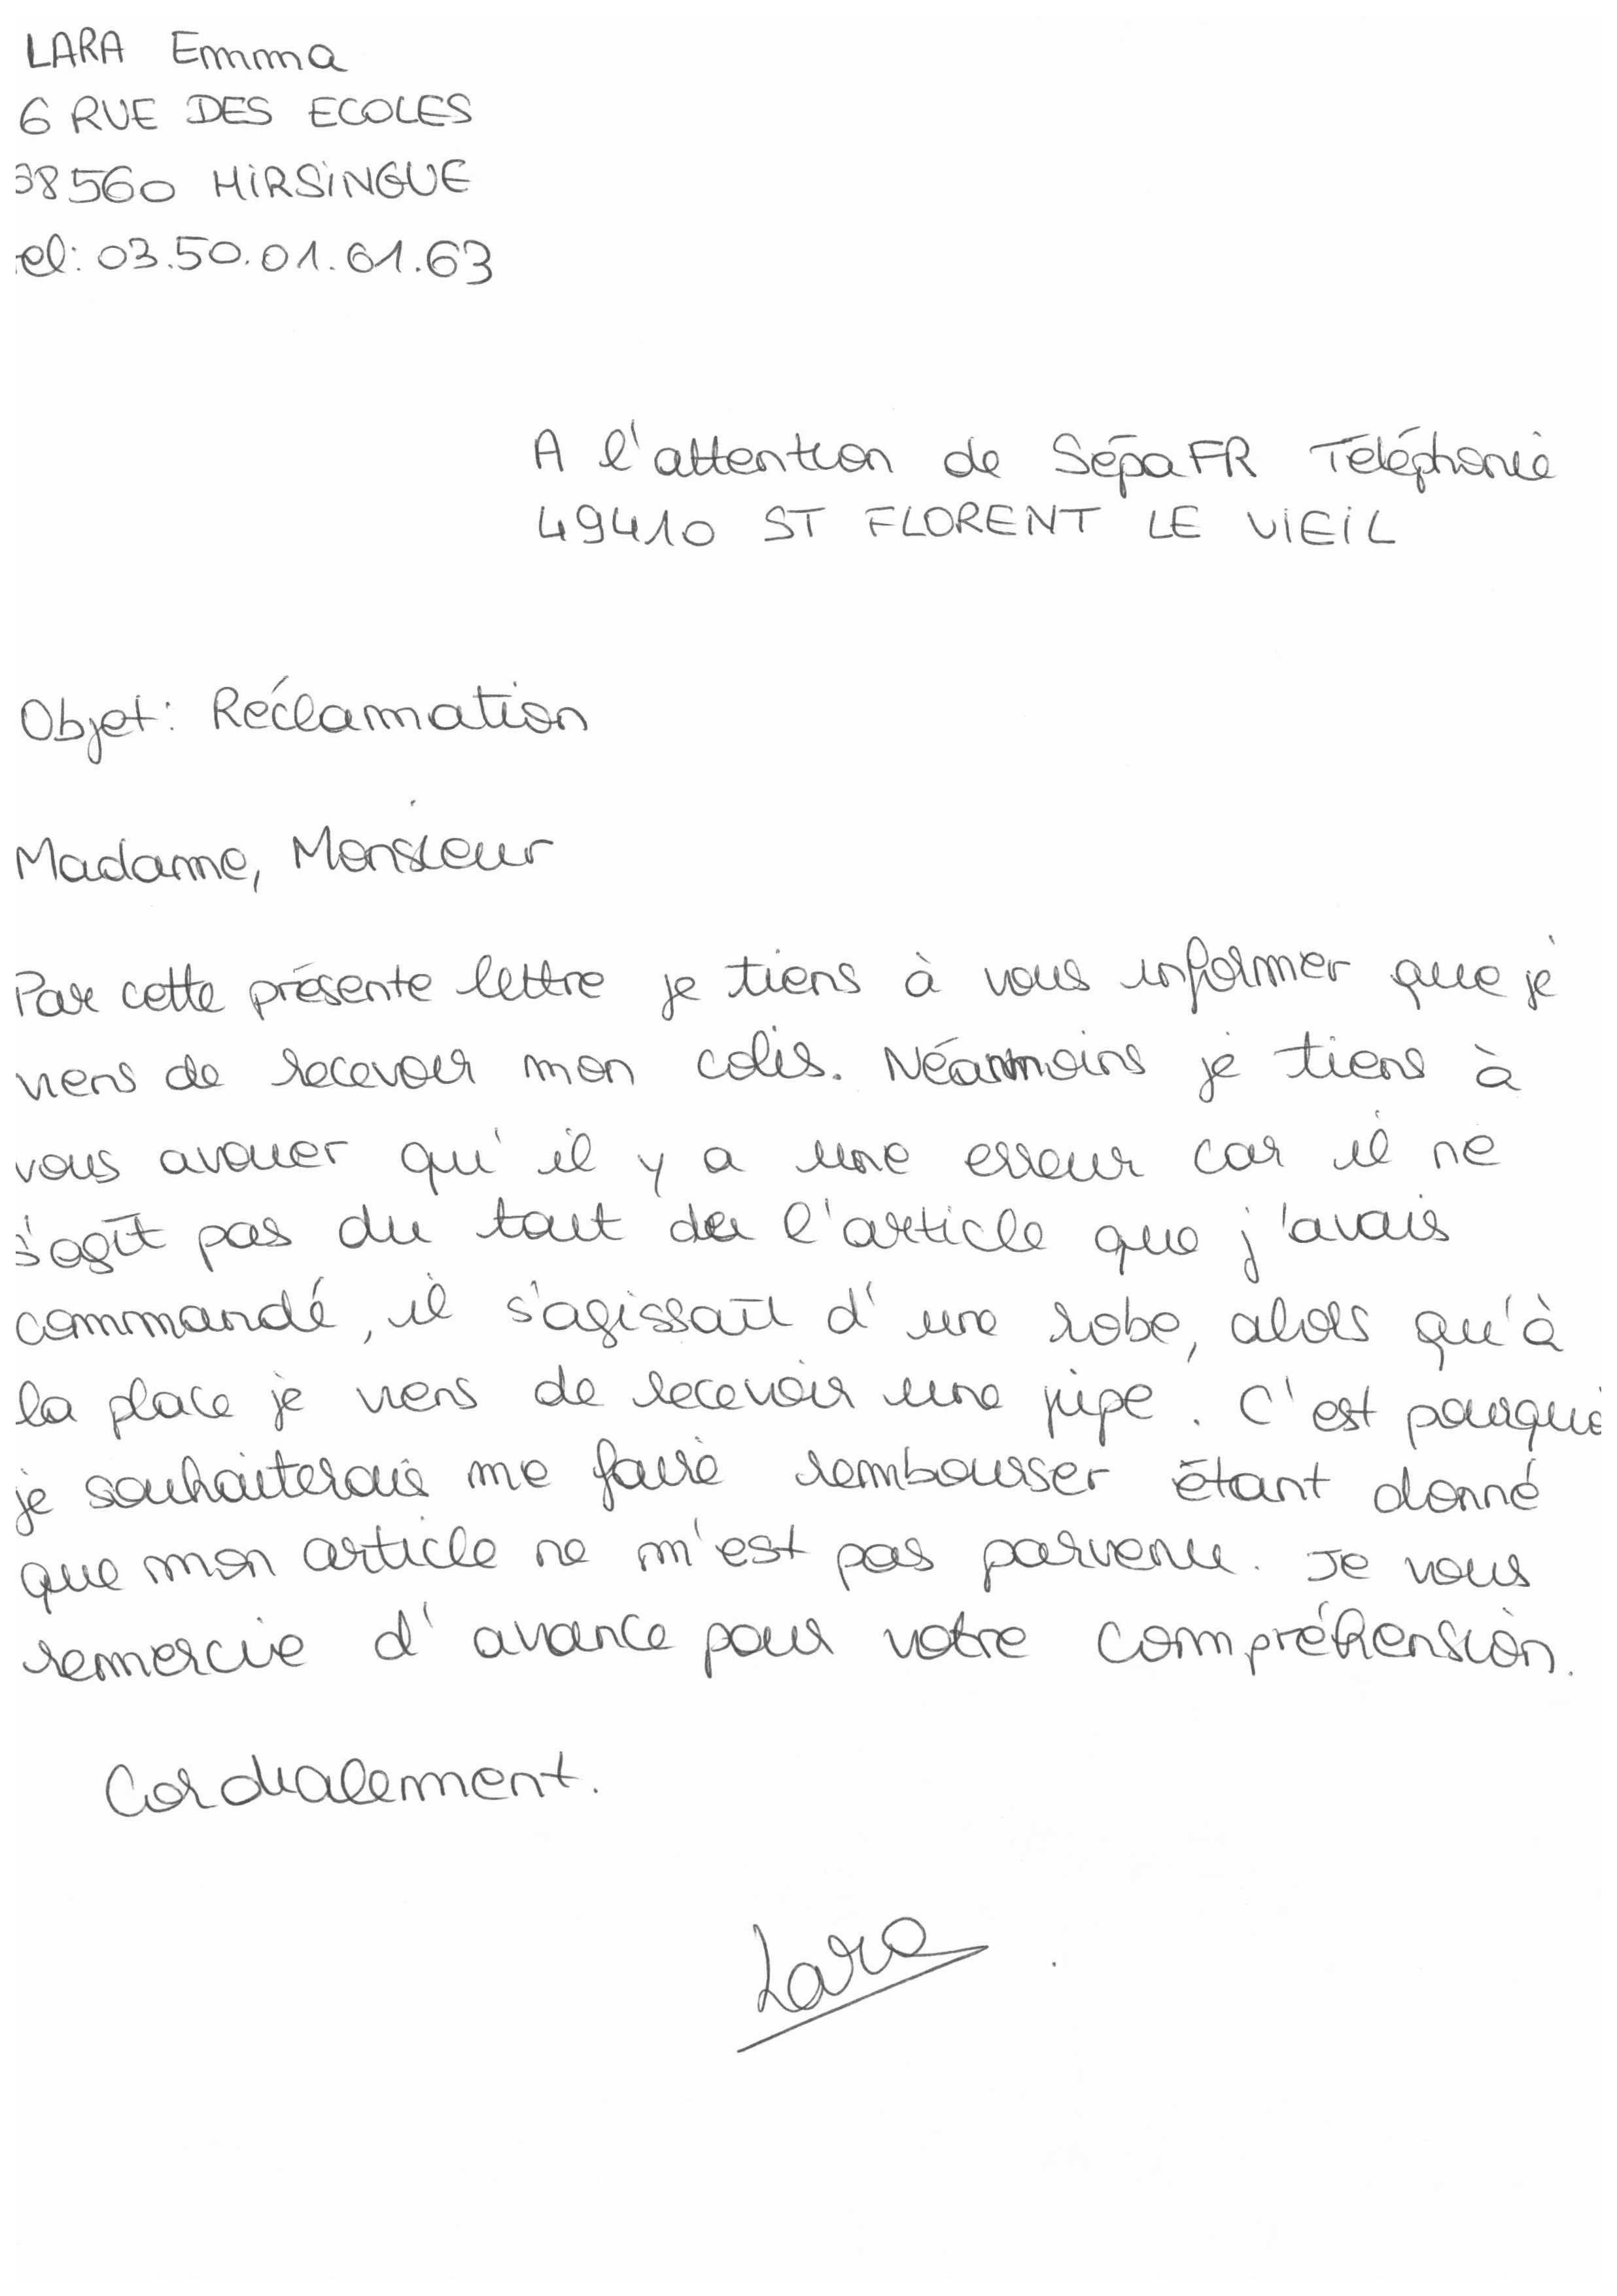 LARA Emma
6 RUE DES ECOLES
38560 HiRSiNGUE
el: 03.50.01.61.63
A l'attention de SépaFR Téléphonie
49410 ST FLORENT LE VIEiL
Objet: Réclamation
Madame, Monsieur
Par cette présente lettre je tiens à vous informer que je
viens de recevoir mon colis. Néanmoins je tiens à
vous avouer qu'il y a une erreur car il ne
s'agit pas du tout de l'article que j'avais
commandé, il s'agissait d'une robe, alors qu'à
la place je viens de recevoir une jupe. C'est pourquoi
je souhaiterais me faire rembourser étant donné
que mon article ne m'est pas parvenu. Je vous
remercie d'avance pour votre compréhension.
Cordialement.
Lara